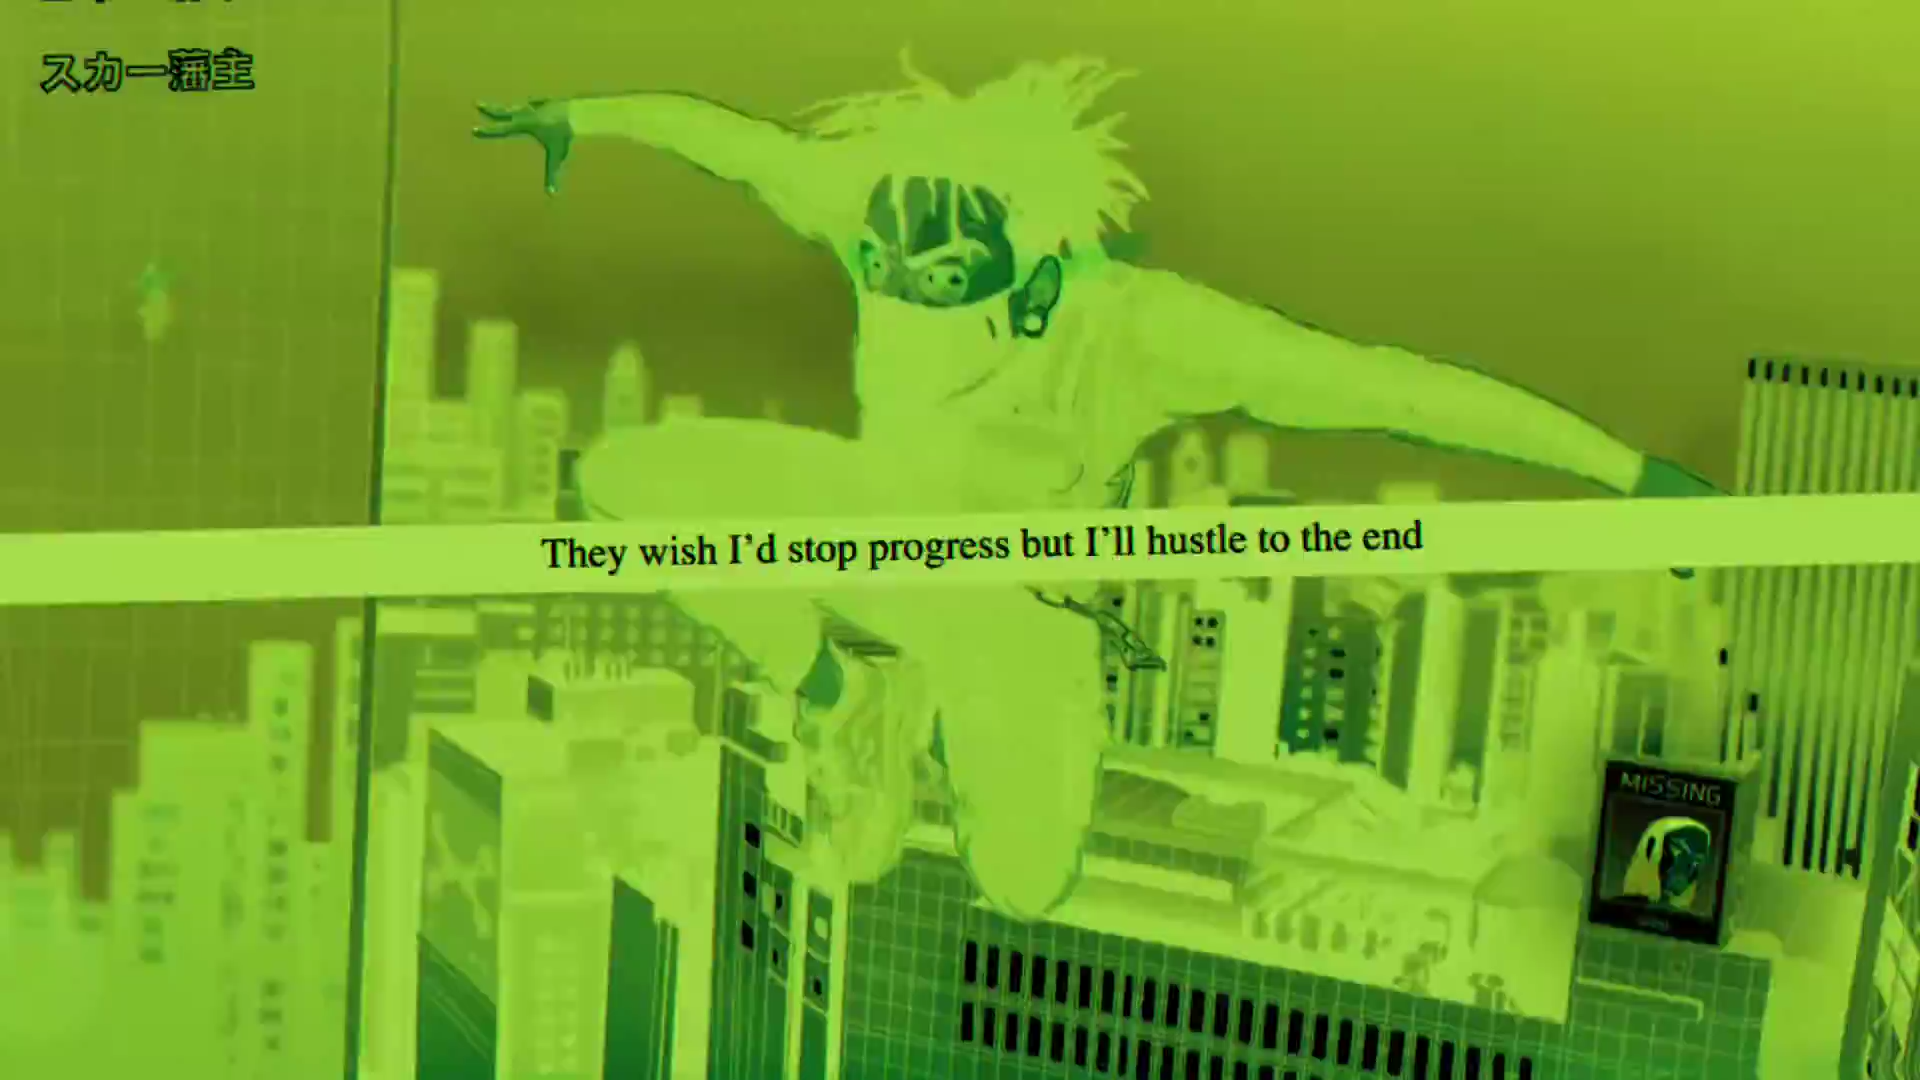 スカー藩主
They wish I'd stop progress but I'll hustle to the end
MISSING